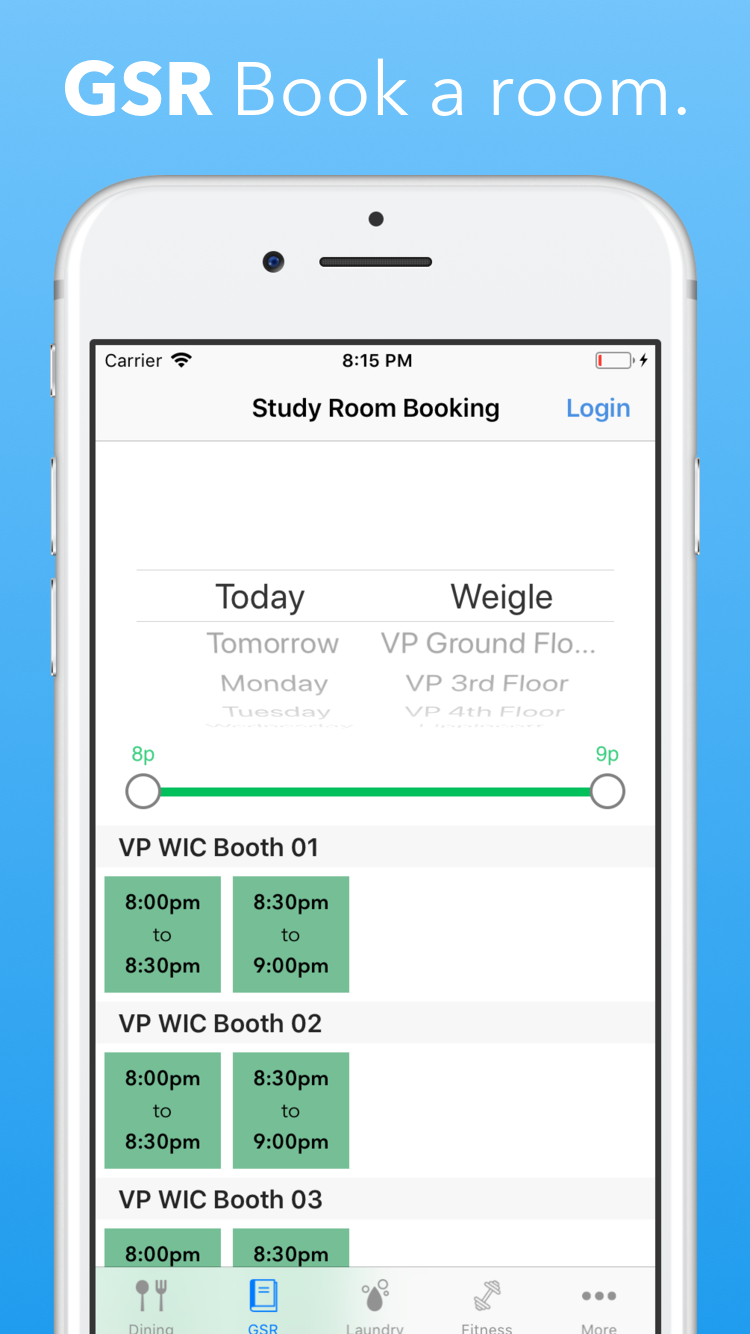 GSR Book a room.
Carrier 8:15 PM
Study Room Booking Login
Today Weigle
Tomorrow VP Ground Flo...
Monday VP 3rd Floor
Tuesday VP 4th Floor
8p 9p
VP WIC Booth 01
8:00pm 8:30pm
to to
8:30pm 9:00pm
VP WIC Booth 02
8:00pm 8:30pm
to to
8:30pm 9:00pm
VP WIC Booth 03
8:00pm 8:30pm
Dining GSR Laundry Fitness More